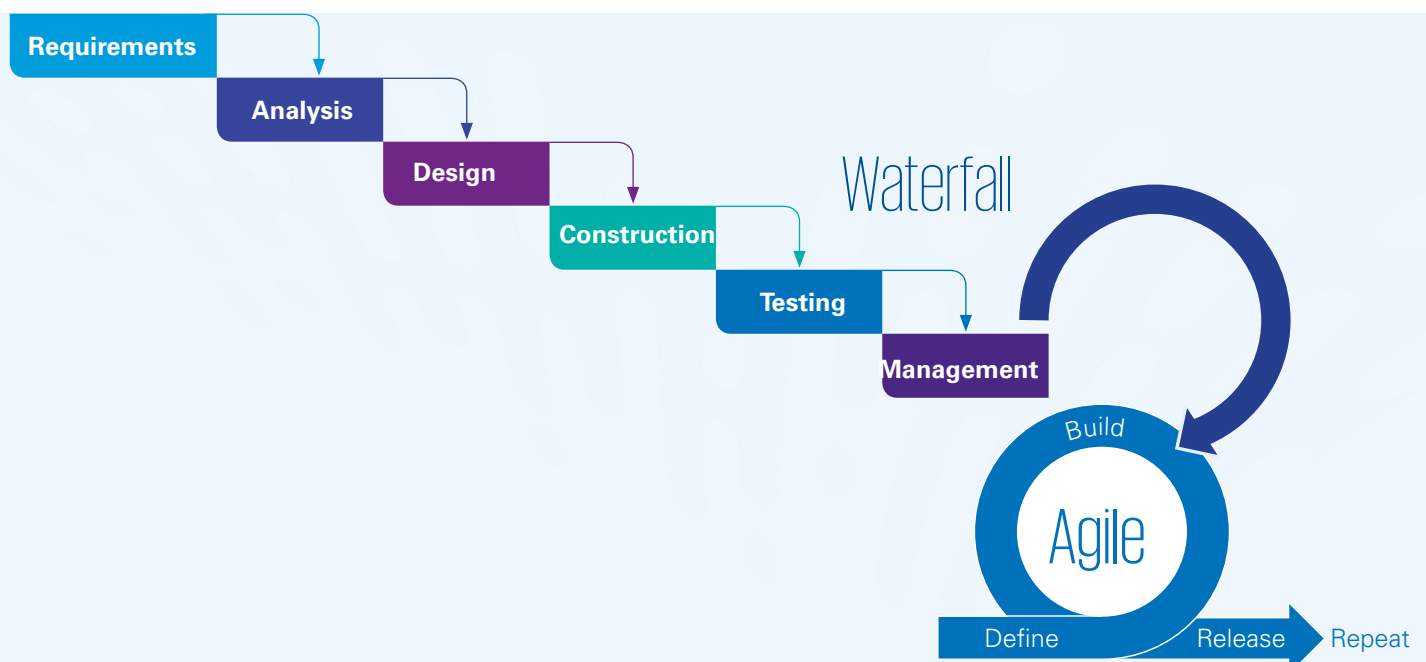 Requirements
Analysis
Design
Waterfall
Construction
Testing
Management
Build
Agile
Define
Release
Repeat